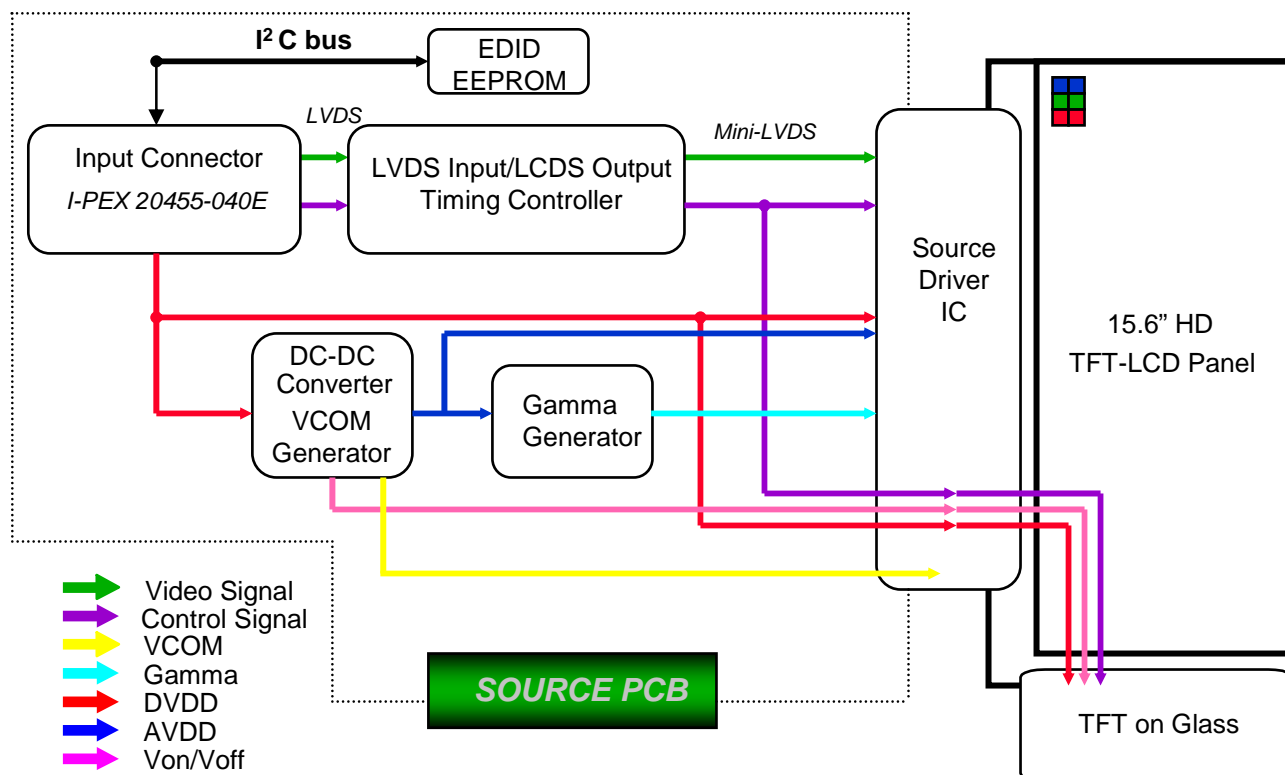 I² C bus
EDID
EEPROM
LVDS
Mini-LVDS
Input Connector
I-PEX 20455-040E
LVDS Input/LCDS Output
Timing Controller
Source
Driver
IC
15.6” HD
TFT-LCD Panel
DC-DC
Converter
VCOM
Generator
Gamma
Generator
Video Signal
Control Signal
VCOM
Gamma
DVDD
AVDD
Von/Voff
SOURCE PCB
TFT on Glass